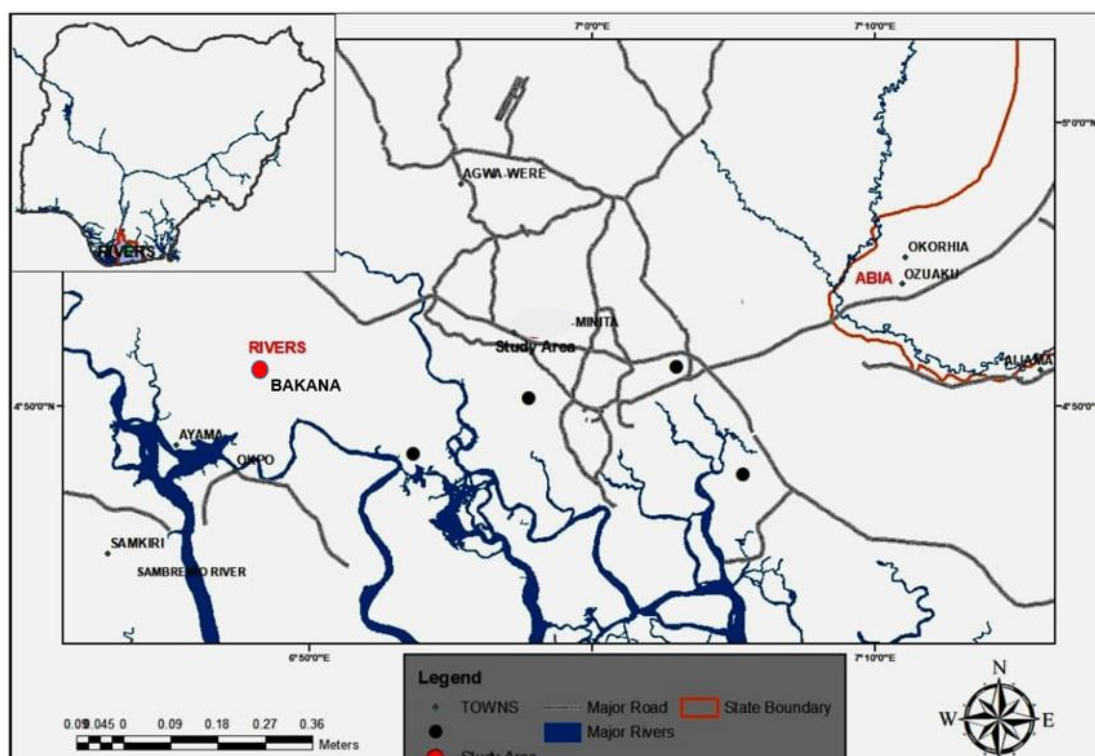 7°0'0"E 7°10'0"E
5°0'0"N 5°0'0"N
AGWA-WERE
OKORHIA
ABIA OZUAKU
RIVERS
MINITA
Study Area
RIVERS
BAKANA
4°50'0"N 4°50'0"N
AYAMA
OKPO
SAMKIRI
SAMBREIRO RIVER
6°50'0"E 7°0'0"E 7°10'0"E
Legend
TOWNS Major Road State Boundary
Major Rivers
Study Area
0.09 0.045 0 0.09 0.18 0.27 0.36
Meters
N
W E
S